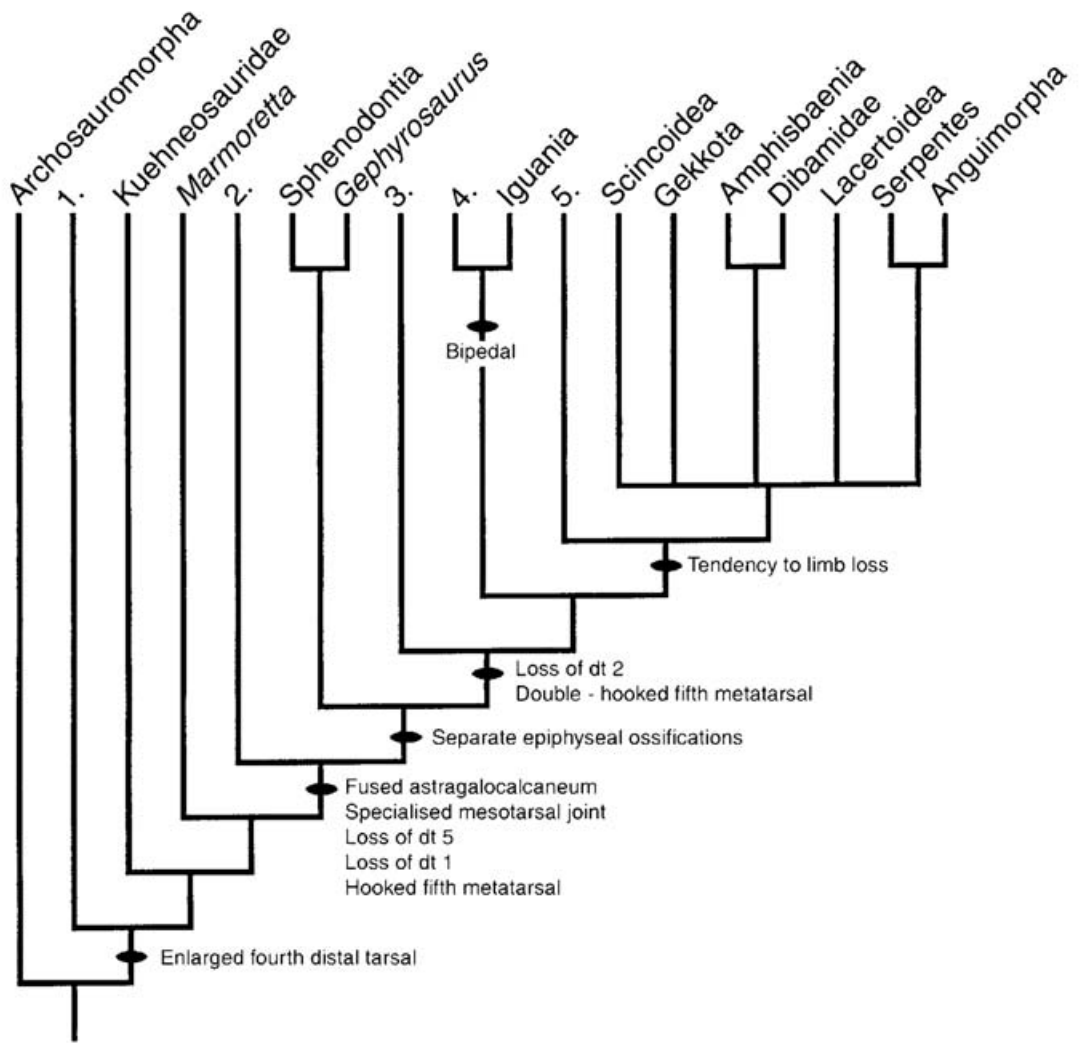 Archosauromorpha
1.
Kuehneosauridae
Marmoretta
2.
Sphenodontia
Gephyrosaurus
3.
4.
Iguania
5.
Scincoidea
Gekkota
Amphisbaenia
Dibamidae
Lacertoidea
Serpentes
Anguimorpha
Bipedal
Tendency to limb loss
Loss of dt 2
Double - hooked fifth metatarsal
Separate epiphyseal ossifications
Fused astragalocalcaneum
Specialised mesotarsal joint
Loss of dt 5
Loss of dt 1
Hooked fifth metatarsal
Enlarged fourth distal tarsal